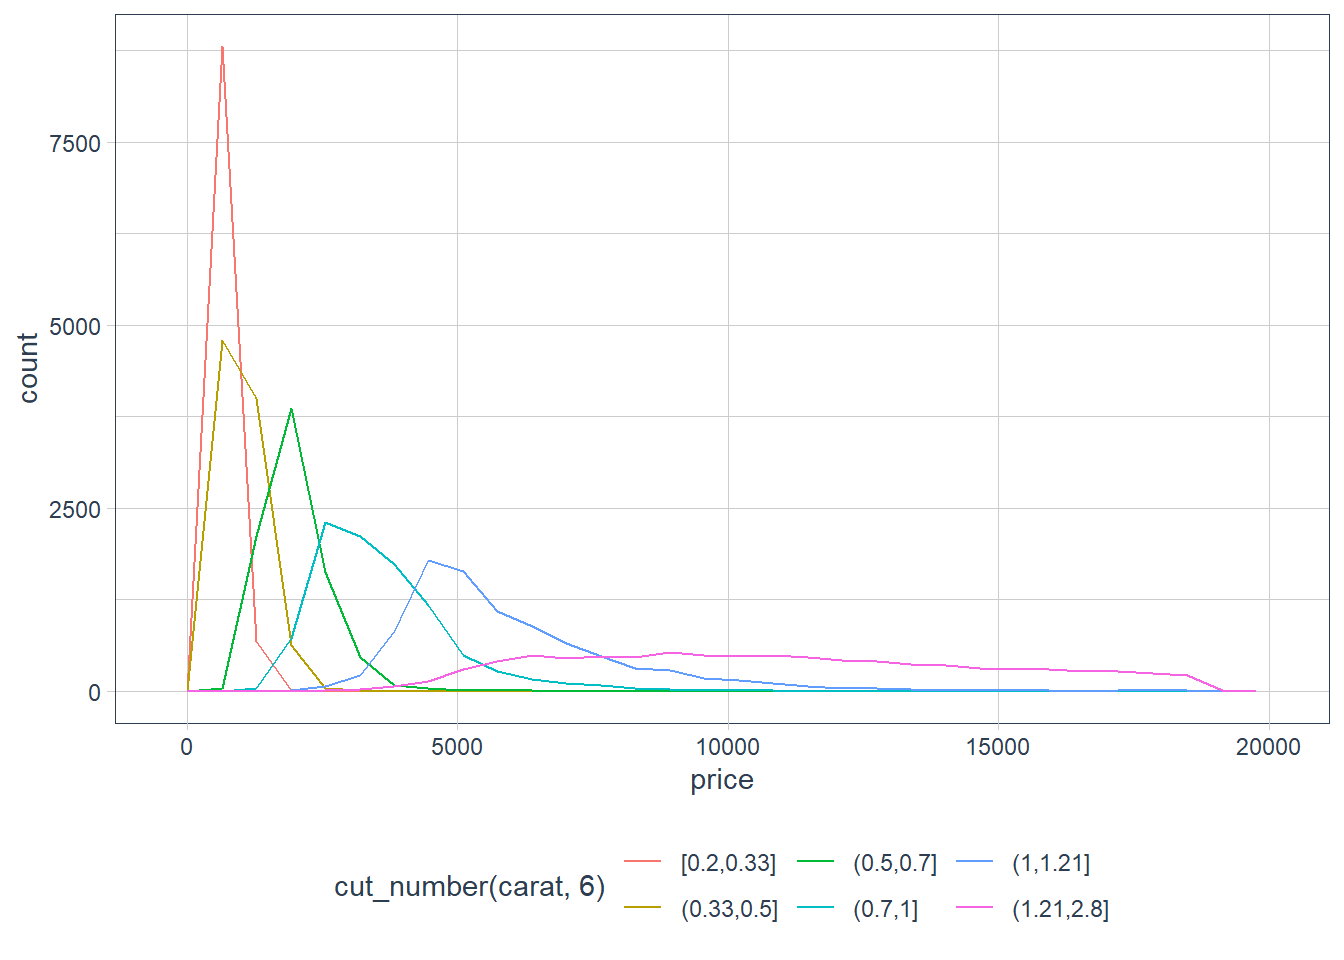 7500
5000
2500
0
count
0 5000 10000 15000 20000
price
cut_number(carat, 6)
[0.2,0.33] (0.5,0.7] (1,1.21]
(0.33,0.5] (0.7,1] (1.21,2.8]